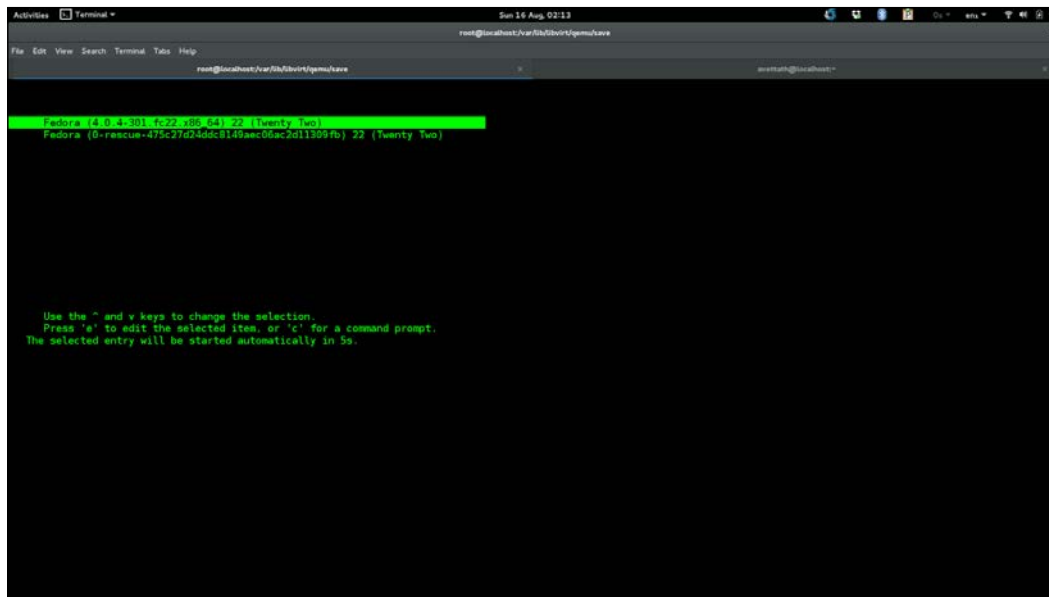 Activities Terminal Sun 16 Aug, 02:13 en₁
root@localhost:/var/lib/libvirt/qemu/save
File Edit View Search Terminal Tabs Help
root@localhost:/var/lib/libvirt/qemu/save × @localhost:~ ×
Fedora (4.0.4-301.fc22.x86_64) 22 (Twenty Two)
Fedora (0-rescue-475c27d24ddc8149aec06ac2d11309fb) 22 (Twenty Two)
Use the ^ and v keys to change the selection.
Press 'e' to edit the selected item, or 'c' for a command prompt.
The selected entry will be started automatically in 5s.